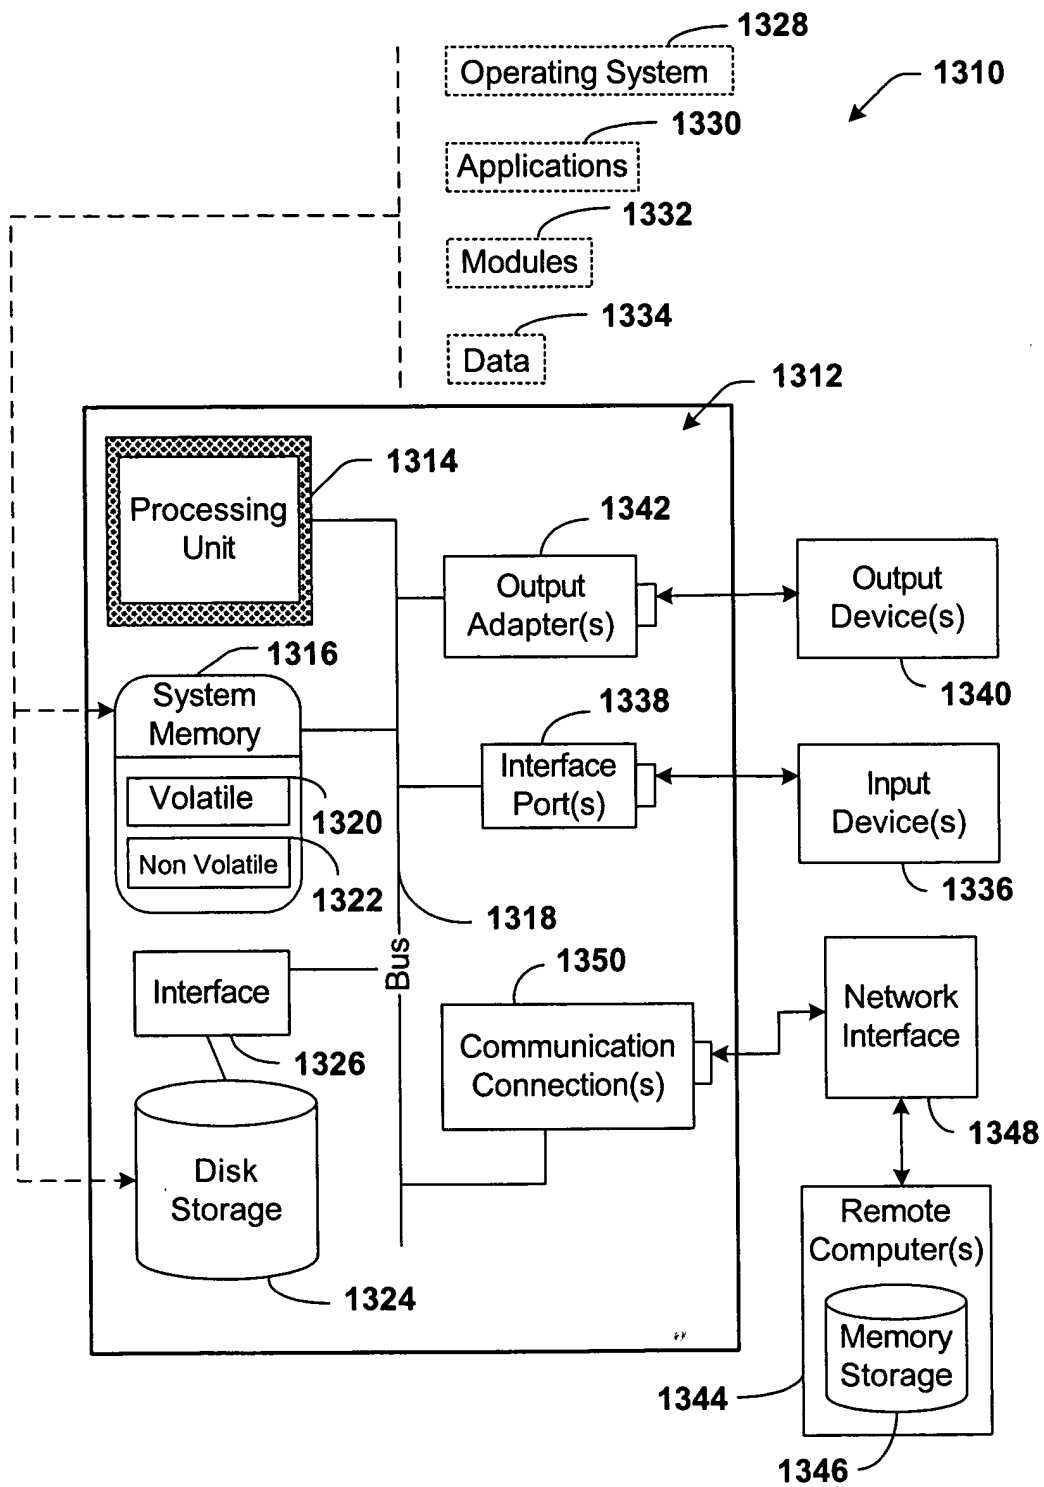 1328
Operating System
1310
1330
Applications
1332
Modules
1334
Data
1312
1314
Processing
Unit
1342
Output
Adapter(s)
Output
Device(s)
1340
1316
System
Memory
1338
Interface
Port(s)
Input
Device(s)
1336
Volatile
1320
Non Volatile
1322
1318
Bus
1350
Interface
1326
Communication
Connection(s)
Network
Interface
1348
Disk
Storage
1324
Remote
Computer(s)
Memory
Storage
1344
1346